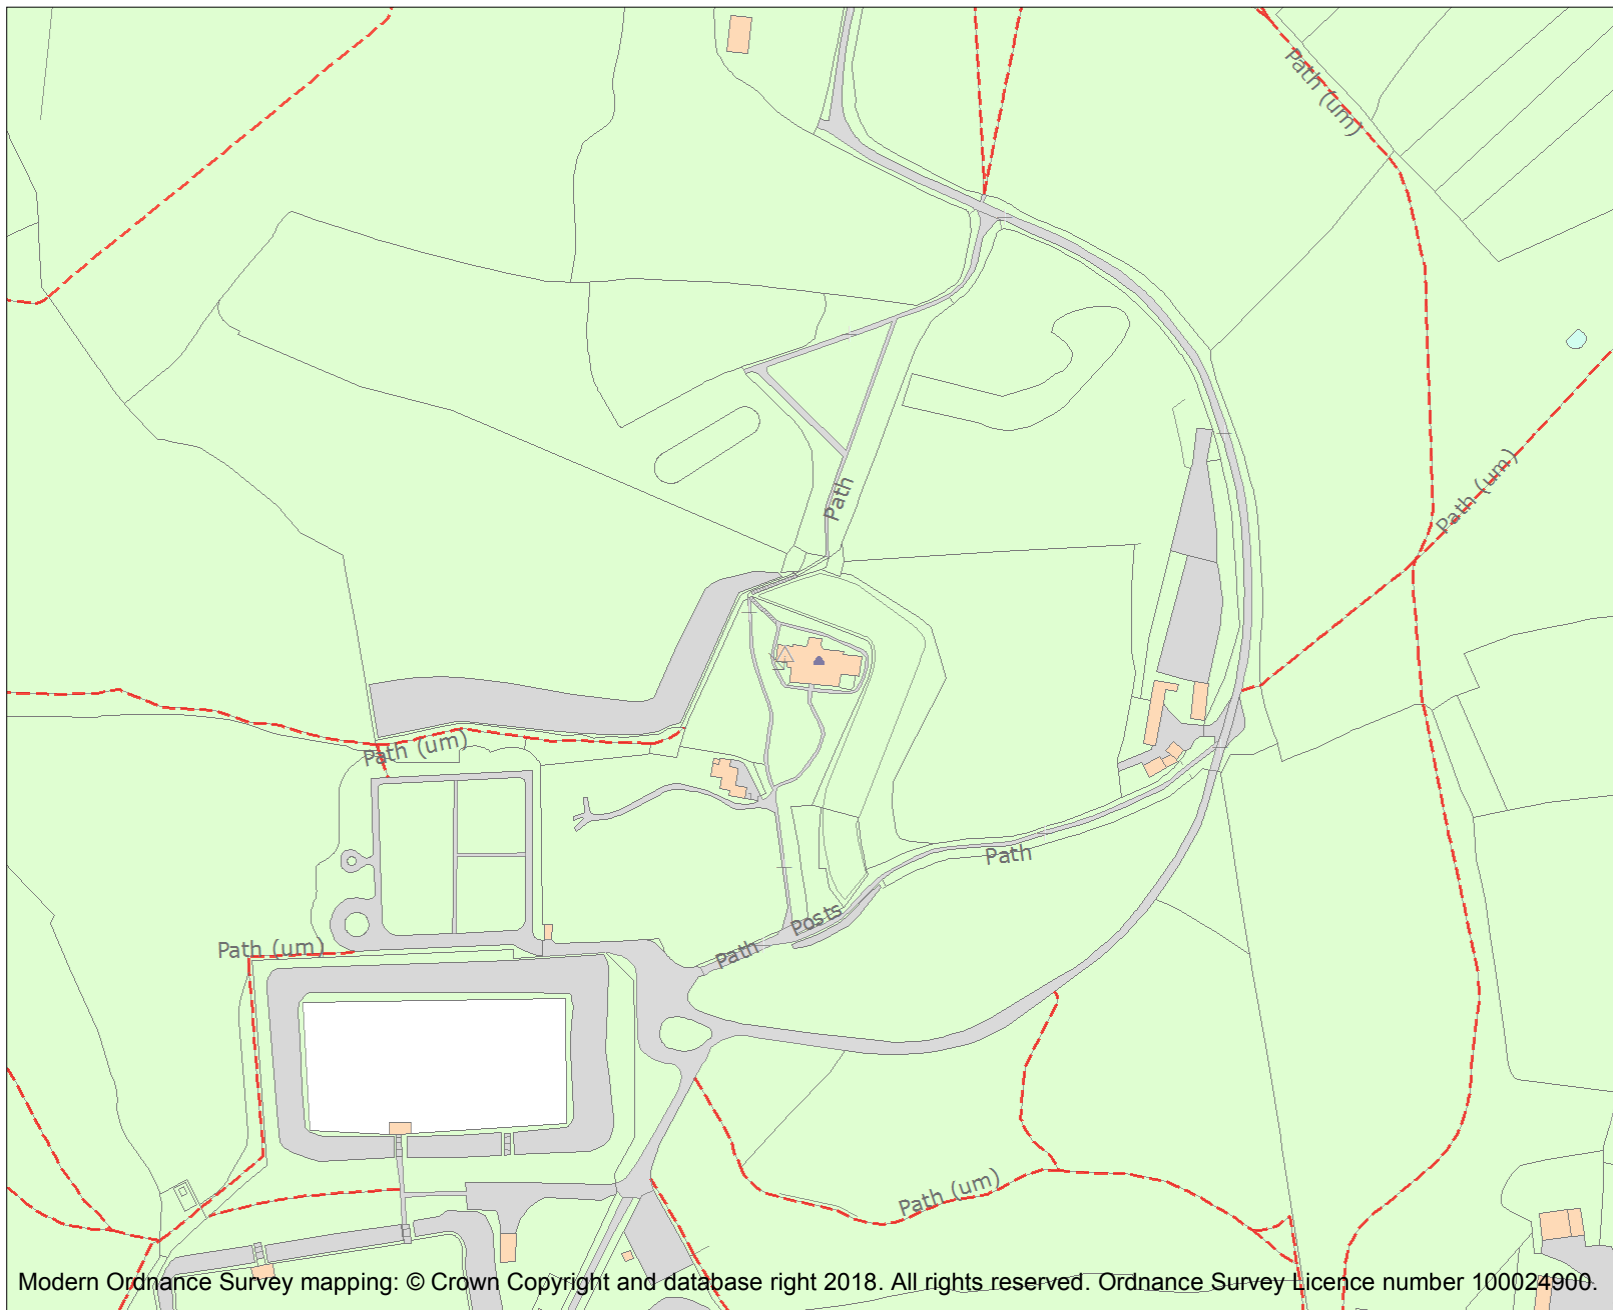 Path (um)
Path (um)
Path
Path (um)
Path
Posts
Path
Path (um)
Path (um)
Modern Ordnance Survey mapping: © Crown Copyright and database right 2018. All rights reserved. Ordnance Survey Licence number 100024900.